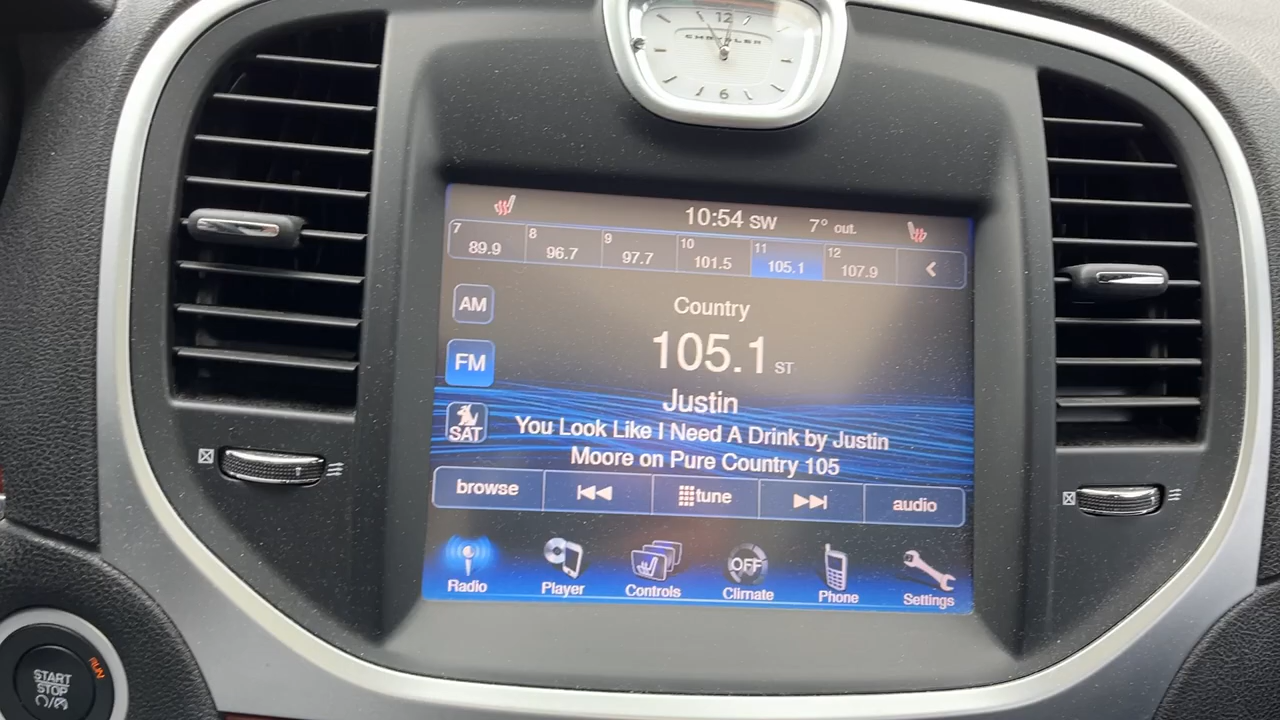 12
CHRYSLER
6
10:54 SW 7° out.
7 89.9 8 96.7 9 97.7 10 101.5 11 105.1 12 107.9
AM
Country
105.1 ST
FM
Justin
SAT
You Look Like I Need A Drink by Justin
Moore on Pure Country 105
browse tune audio
OFF
Radio Player Controls Climate Phone Settings
START
STOP
RUN